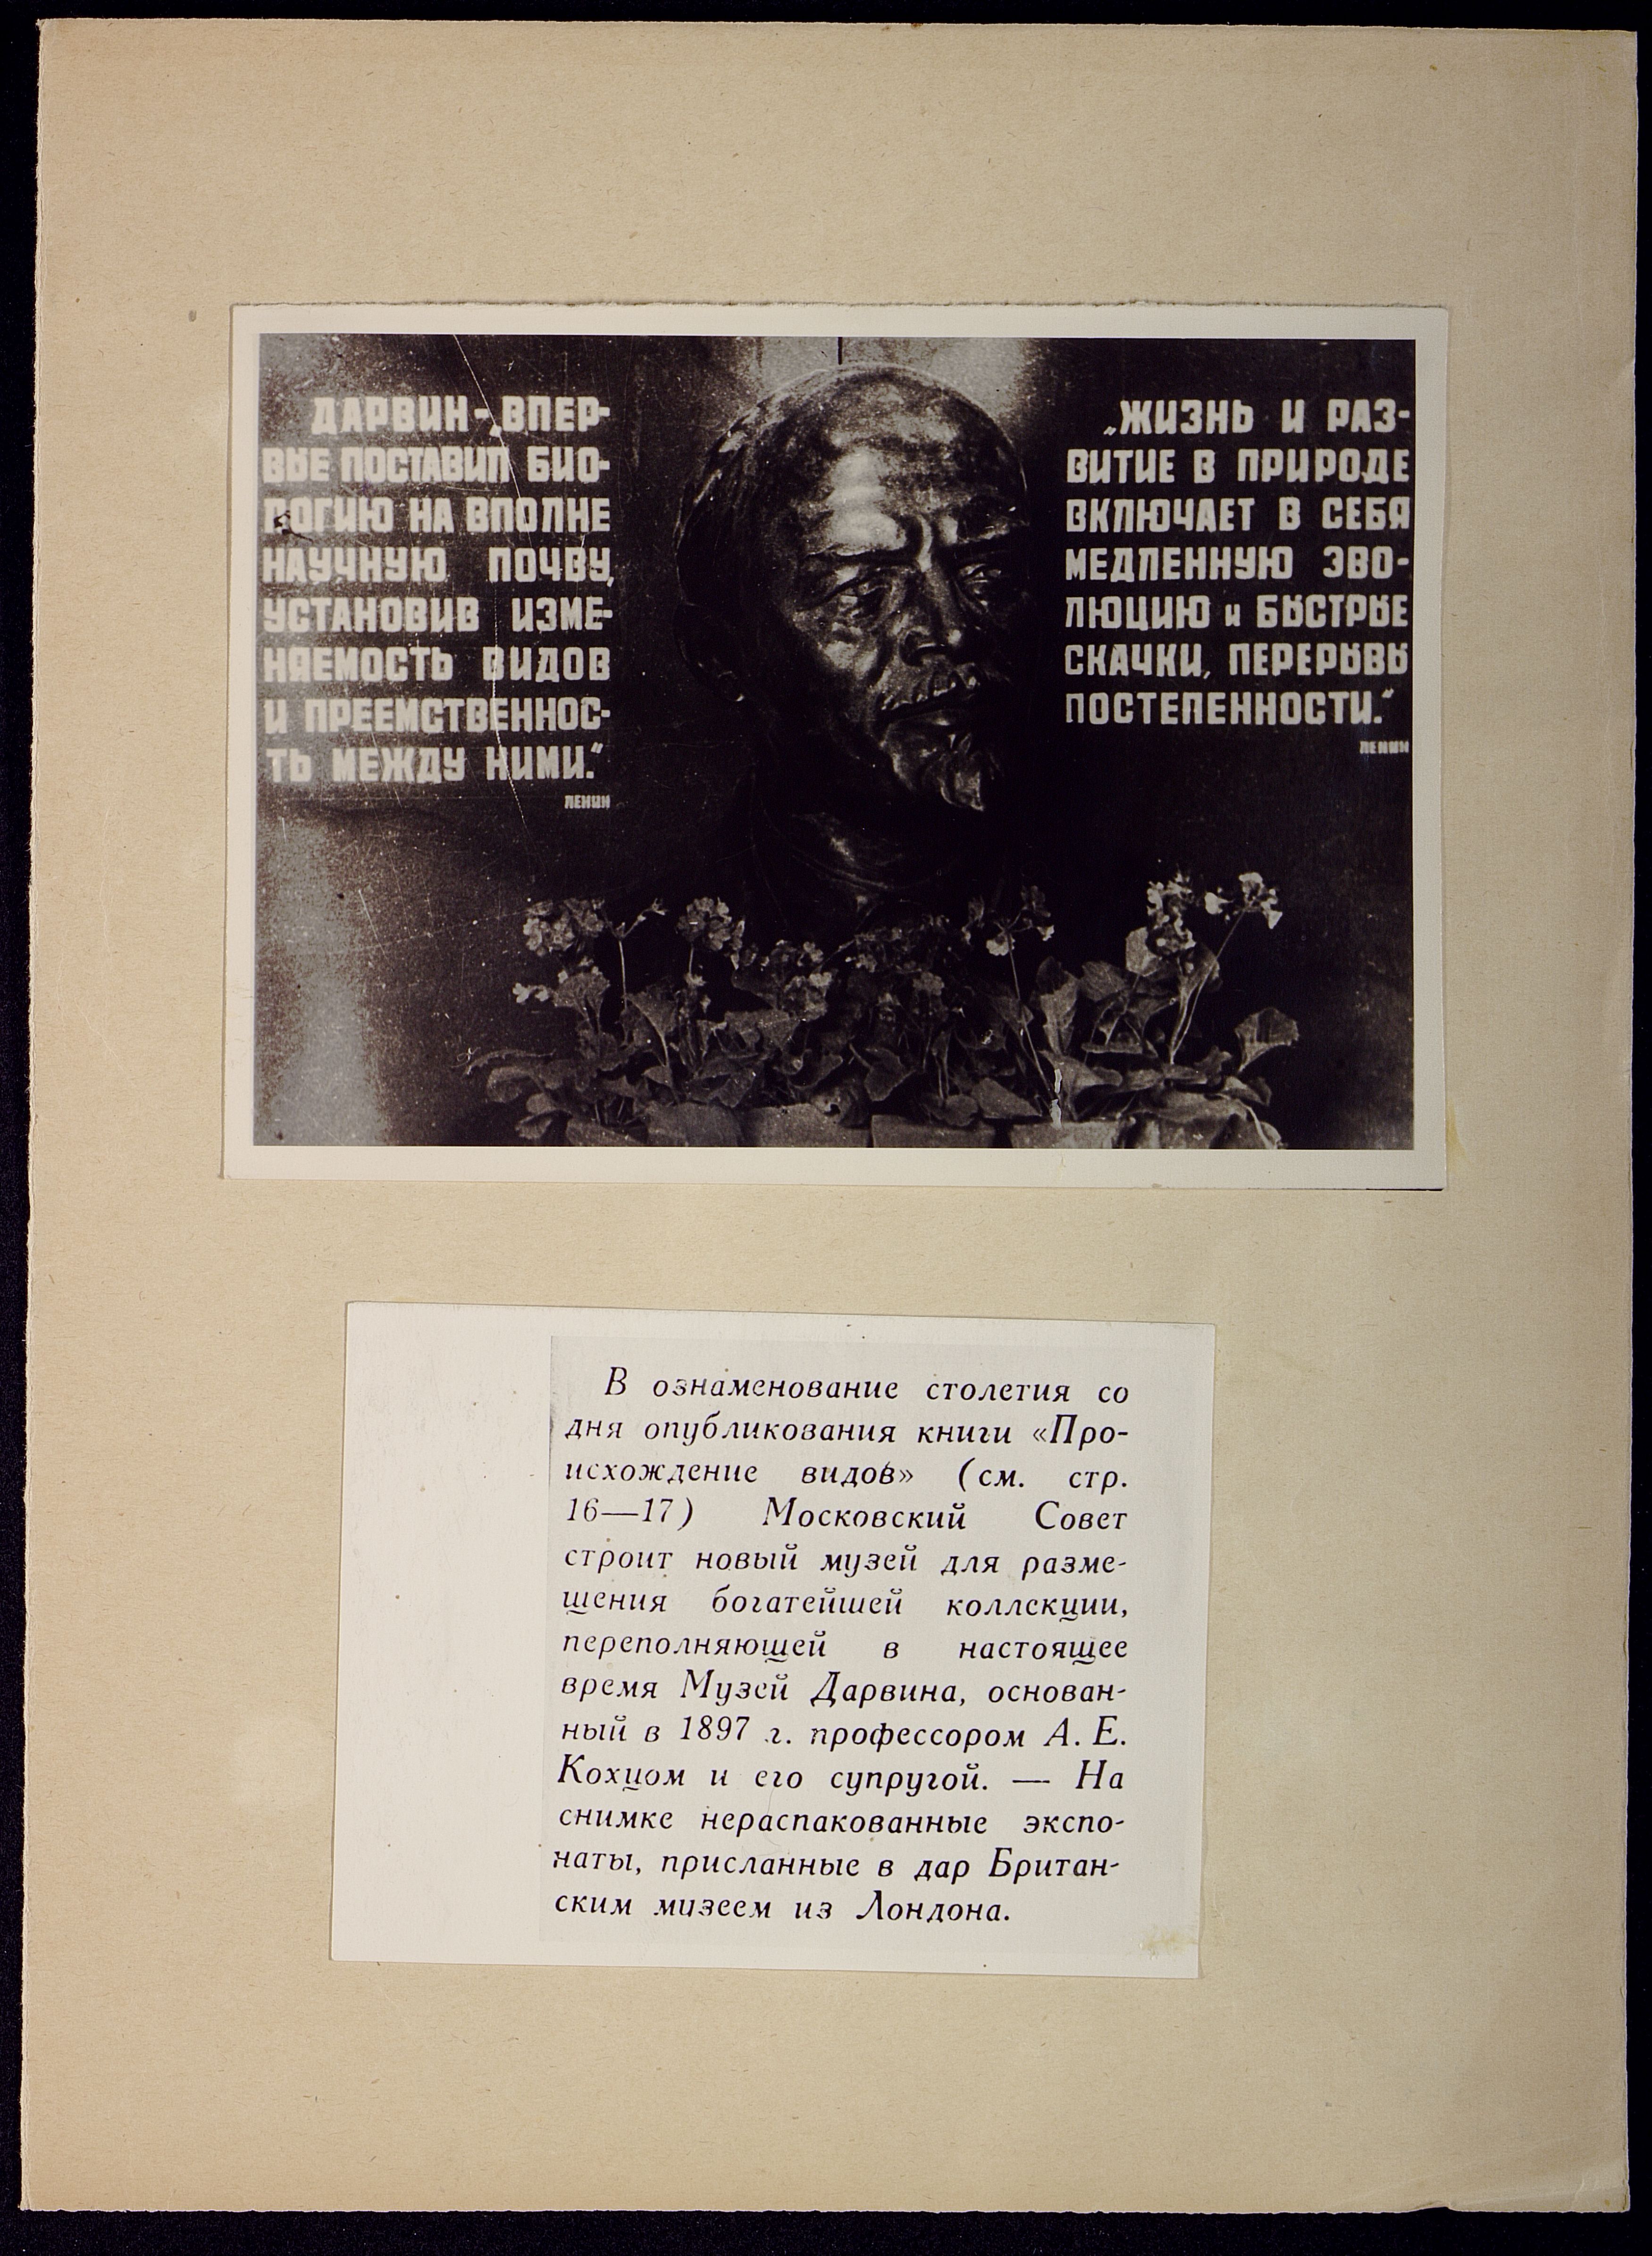 ДАРВИН - ВПЕР-
ВЫЕ ПОСТАВИЛ БИО-
ЛОГИЮ НА ВПОЛНЕ
НАУЧНУЮ ПОЧВУ,
УСТАНОВИВ ИЗМЕ-
НЯЕМОСТЬ ВИДОВ
И ПРЕЕМСТВЕННОС-
ТЬ МЕЖДУ НИМИ."
ЛЕНИН
„ЖИЗНЬ И РАЗ-
ВИТИЕ В ПРИРОДЕ
ВКЛЮЧАЕТ В СЕБЯ
МЕДЛЕННУЮ ЭВО-
ЛЮЦИЮ и БЫСТРЫЕ
СКАЧКИ, ПЕРЕРЫВЫ
ПОСТЕПЕННОСТИ."
ЛЕНИН
В ознаменование столетия со
дня опубликования книги «Про-
исхождение видов» (см. стр.
16—17) Московский Совет
строит новый музей для разме-
щения богатейшей коллекции,
переполняющей в настоящее
время Музей Дарвина, основан-
ный в 1897 г. профессором А. Е.
Кохцом и его супругой. — На
снимке нераспакованные экспо-
наты, присланные в дар Британ-
ским музеем из Лондона.